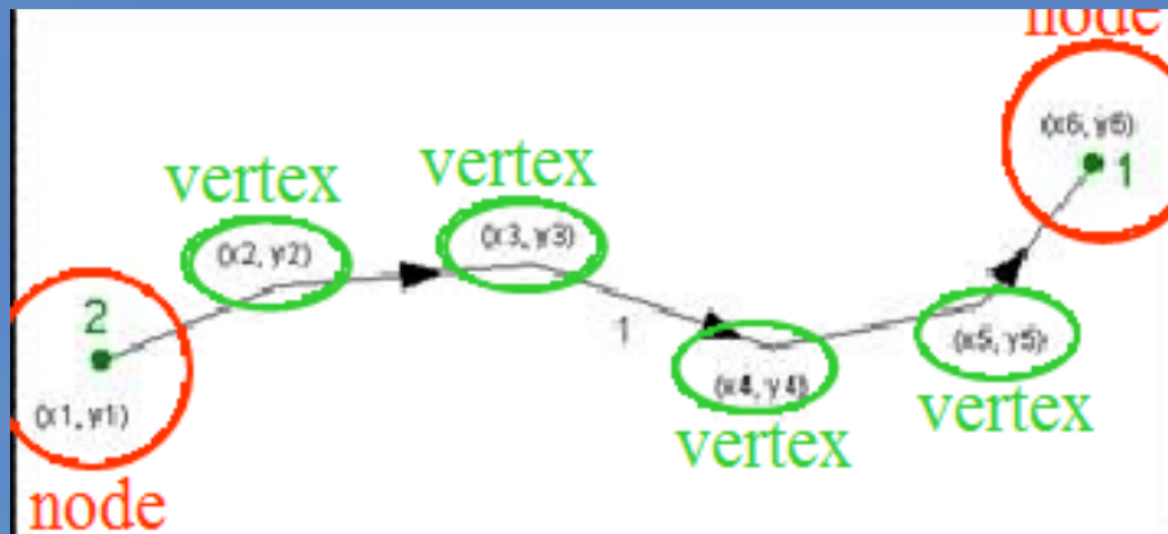 node
(x6, y6)
1
vertex
vertex
(x2, y2)
(x3, y3)
2
(x1, y1)
1
(x4, y4)
(x5, y5)
vertex
vertex
node